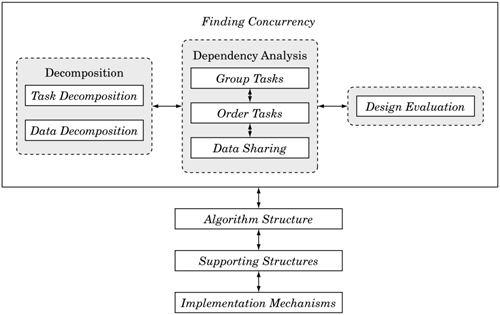 Finding Concurrency
Decomposition
Task Decomposition
Data Decomposition
Dependency Analysis
Group Tasks
Order Tasks
Data Sharing
Design Evaluation
Algorithm Structure
Supporting Structures
Implementation Mechanisms